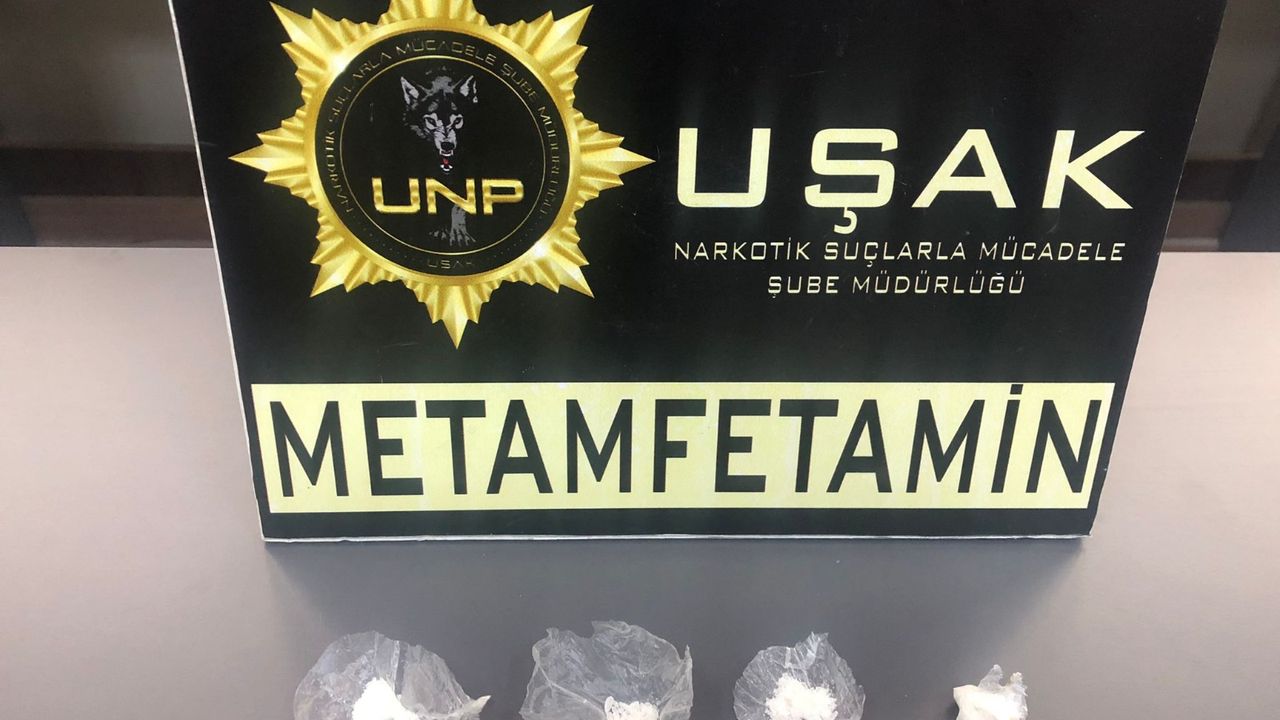 NARKOTİK SUÇLARLA MÜCADELE ŞUBE MÜDÜRLÜĞÜ
UNP
UŞAK
UŞAK
NARKOTİK SUÇLARLA MÜCADELE
ŞUBE MÜDÜRLÜĞÜ
METAMFETAMİN